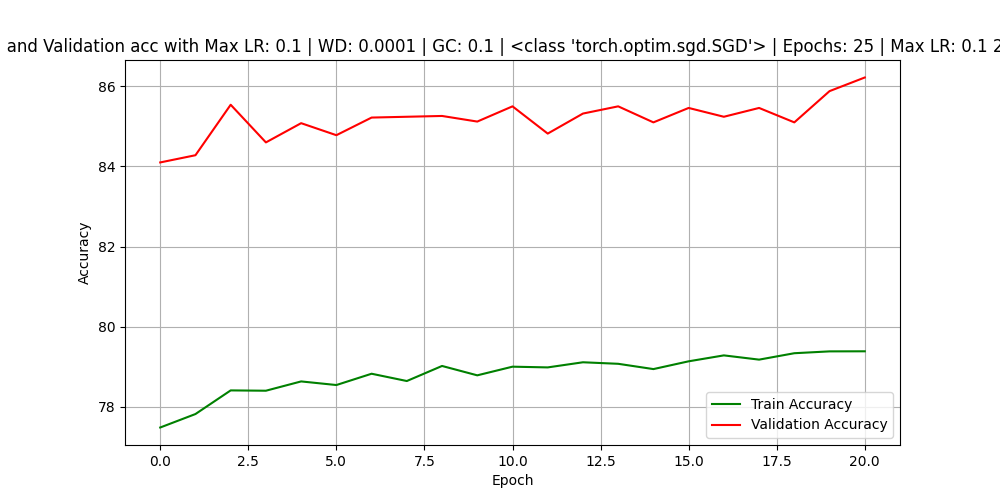 and Validation acc with Max LR: 0.1 | WD: 0.0001 | GC: 0.1 | <class 'torch.optim.sgd.SGD'> | Epochs: 25 | Max LR: 0.1 2
86
84
82
80
78
Accuracy
0.0 2.5 5.0 7.5 10.0 12.5 15.0 17.5 20.0
Epoch
Train Accuracy
Validation Accuracy